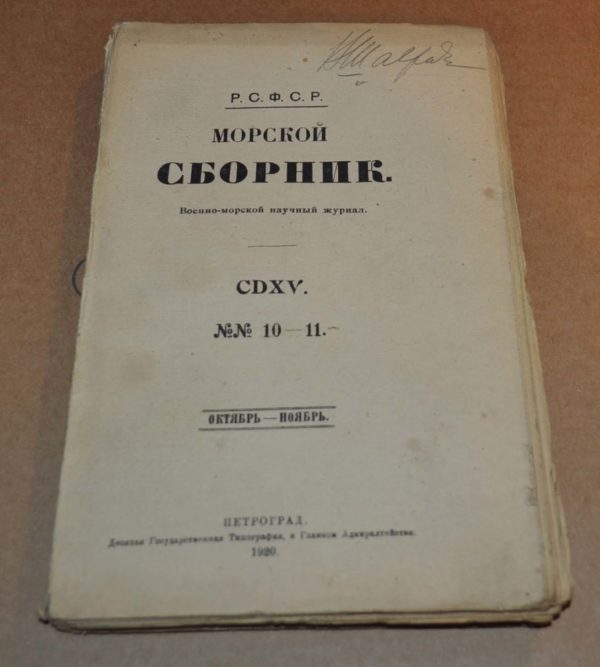 Р. С. Ф. С. Р.
МОРСКОЙ
СБОРНИК.
Военно-морской научный журнал.
CDXV.
№№ 10—11.
ОКТЯБРЬ—НОЯБРЬ.
ПЕТРОГРАД.
Десятая Государственная Типография, в Главном Адмиралтействе.
1920.